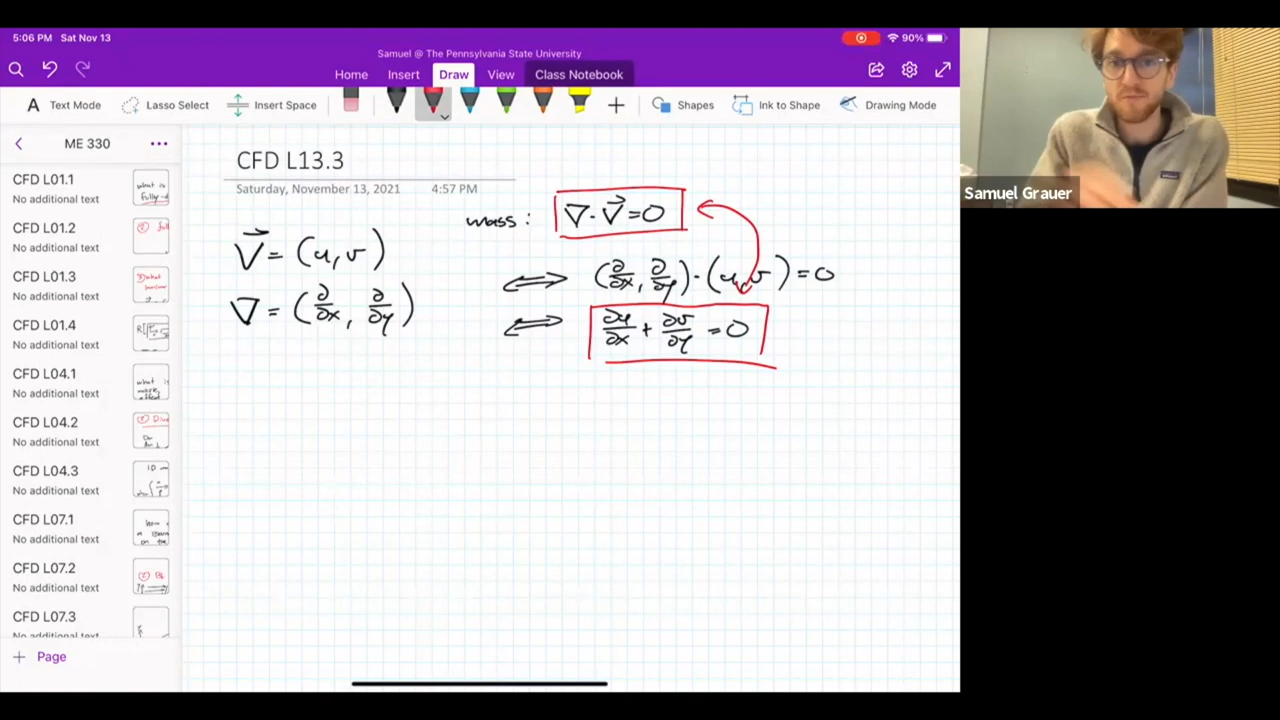 5:06 PM Sat Nov 13
90%
Samuel @ The Pennsylvania State University
Home Insert Draw View Class Notebook
A Text Mode Lasso Select Insert Space Shapes Ink to Shape Drawing Mode
ME 330
CFD L01.1
No additional text
CFD L01.2
No additional text
CFD L01.3
No additional text
CFD L01.4
No additional text
CFD L04.1
No additional text
CFD L04.2
No additional text
CFD L04.3
No additional text
CFD L07.1
No additional text
CFD L07.2
No additional text
CFD L07.3
No additional text
+ Page
CFD L13.3
Saturday, November 13, 2021 4:57 PM
V⃗ = (u, v)
∇ = (∂/∂x, ∂/∂y)
mass: ∇·V⃗=0
⟺ (∂/∂x, ∂/∂y)·(u, v)=0
⟺ ∂u/∂x + ∂v/∂y = 0
Samuel Grauer